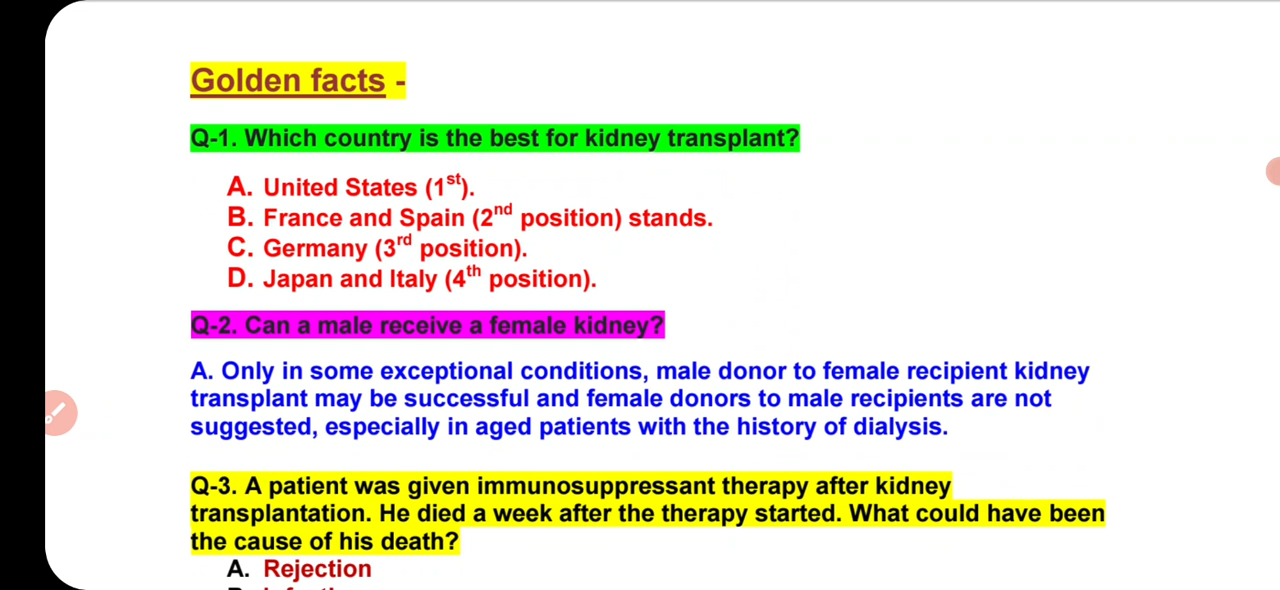 Golden facts -
Q-1. Which country is the best for kidney transplant?
A. United States (1st).
B. France and Spain (2nd position) stands.
C. Germany (3rd position).
D. Japan and Italy (4th position).
Q-2. Can a male receive a female kidney?
A. Only in some exceptional conditions, male donor to female recipient kidney
transplant may be successful and female donors to male recipients are not
suggested, especially in aged patients with the history of dialysis.
Q-3. A patient was given immunosuppressant therapy after kidney
transplantation. He died a week after the therapy started. What could have been
the cause of his death?
A. Rejection